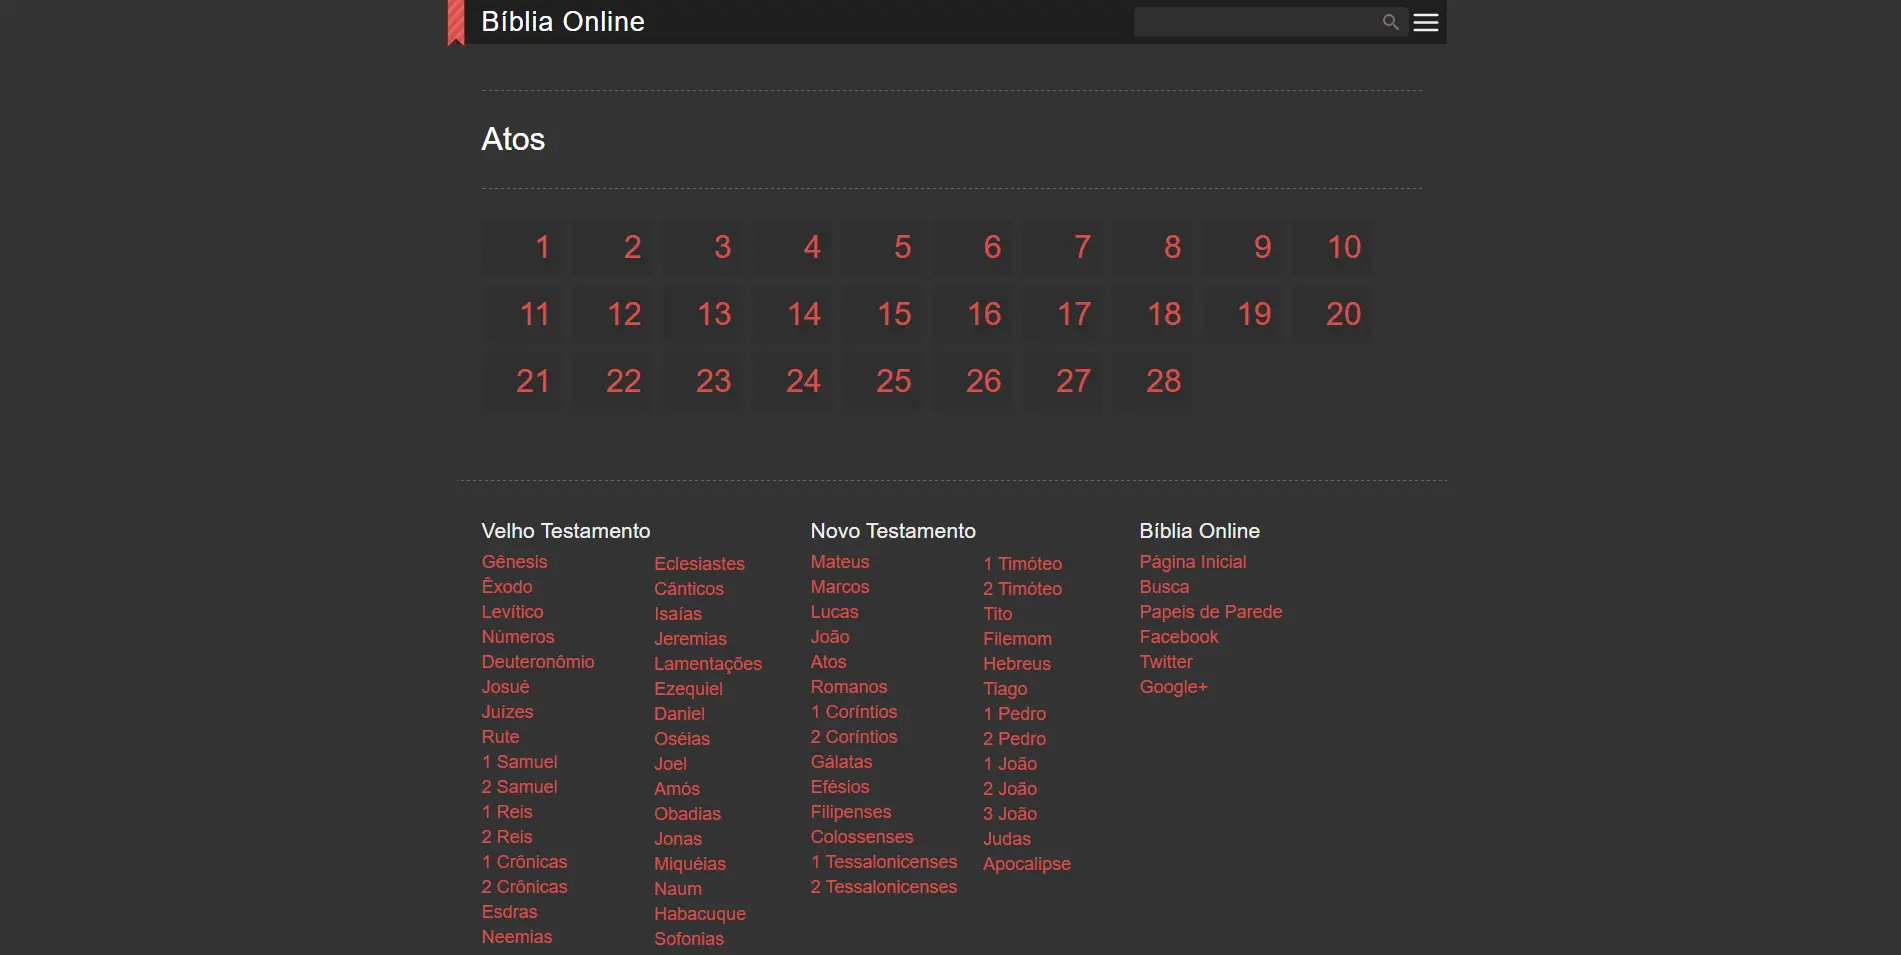 Bíblia Online
Atos
1 2 3 4 5 6 7 8 9 10
11 12 13 14 15 16 17 18 19 20
21 22 23 24 25 26 27 28
Velho Testamento
Gênesis
Êxodo
Levítico
Números
Deuteronômio
Josué
Juízes
Rute
1 Samuel
2 Samuel
1 Reis
2 Reis
1 Crônicas
2 Crônicas
Esdras
Neemias
Eclesiastes
Cânticos
Isaías
Jeremias
Lamentações
Ezequiel
Daniel
Oséias
Joel
Amós
Obadias
Jonas
Miquéias
Naum
Habacuque
Sofonias
Novo Testamento
Mateus
Marcos
Lucas
João
Atos
Romanos
1 Coríntios
2 Coríntios
Gálatas
Efésios
Filipenses
Colossenses
1 Tessalonicenses
2 Tessalonicenses
1 Timóteo
2 Timóteo
Tito
Filemom
Hebreus
Tiago
1 Pedro
2 Pedro
1 João
2 João
3 João
Judas
Apocalipse
Bíblia Online
Página Inicial
Busca
Papeis de Parede
Facebook
Twitter
Google+